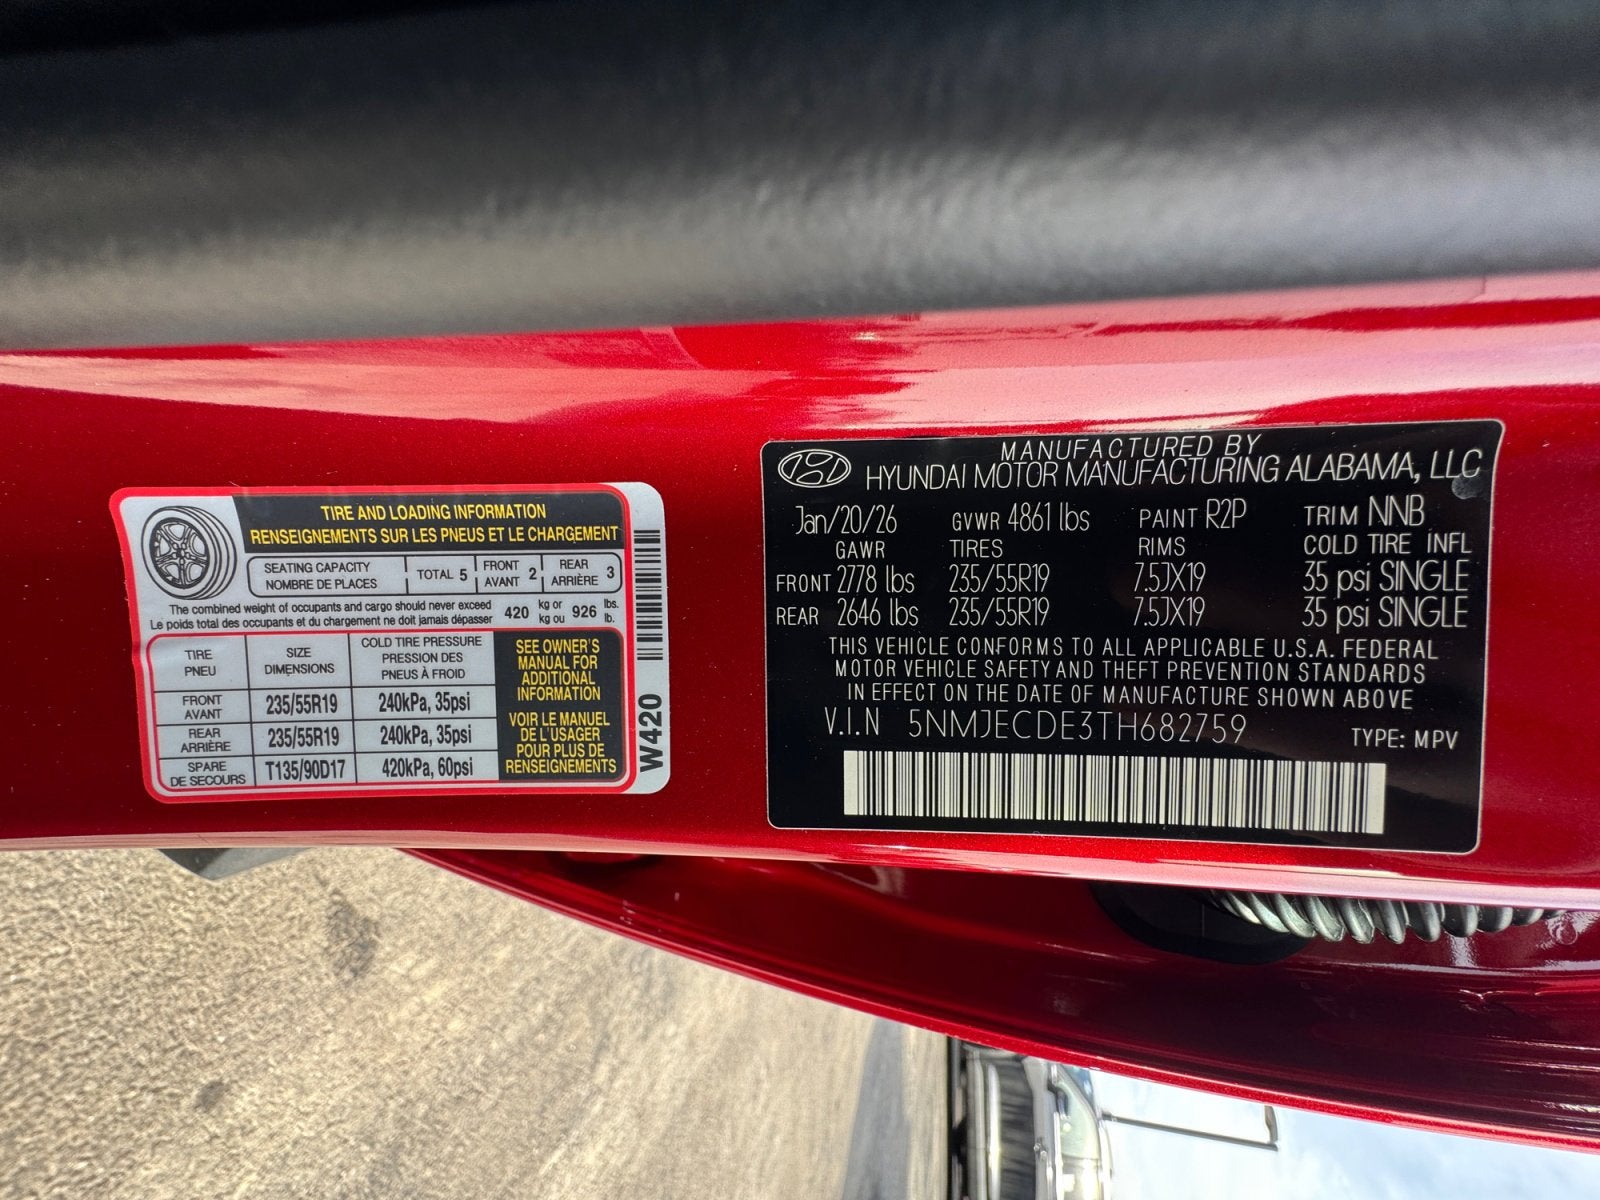 TIRE AND LOADING INFORMATION
RENSEIGNEMENTS SUR LES PNEUS ET LE CHARGEMENT
SEATING CAPACITY
NOMBRE DE PLACES
TOTAL 5
FRONT
AVANT 2
REAR
ARRIÈRE 3
The combined weight of occupants and cargo should never exceed 420 kg or 926 lbs.
Le poids total des occupants et du chargement ne doit jamais dépasser kg ou lb.
TIRE
PNEU
SIZE
DIMENSIONS
COLD TIRE PRESSURE
PRESSION DES
PNEUS À FROID
FRONT
AVANT
235/55R19
240kPa, 35psi
REAR
ARRIÈRE
235/55R19
240kPa, 35psi
SPARE
DE SECOURS
T135/90D17
420kPa, 60psi
SEE OWNER'S
MANUAL FOR
ADDITIONAL
INFORMATION
VOIR LE MANUEL
DE L'USAGER
POUR PLUS DE
RENSEIGNEMENTS
W420
MANUFACTURED BY
HYUNDAI MOTOR MANUFACTURING ALABAMA, LLC
Jan/20/26 GVWR 4861 lbs PAINT R2P TRIM NNB
GAWR TIRES RIMS COLD TIRE INFL
FRONT 2778 lbs 235/55R19 7.5JX19 35 psi SINGLE
REAR 2646 lbs 235/55R19 7.5JX19 35 psi SINGLE
THIS VEHICLE CONFORMS TO ALL APPLICABLE U.S.A. FEDERAL
MOTOR VEHICLE SAFETY AND THEFT PREVENTION STANDARDS
IN EFFECT ON THE DATE OF MANUFACTURE SHOWN ABOVE
V.I.N 5NMJECDE3TH682759
TYPE: MPV